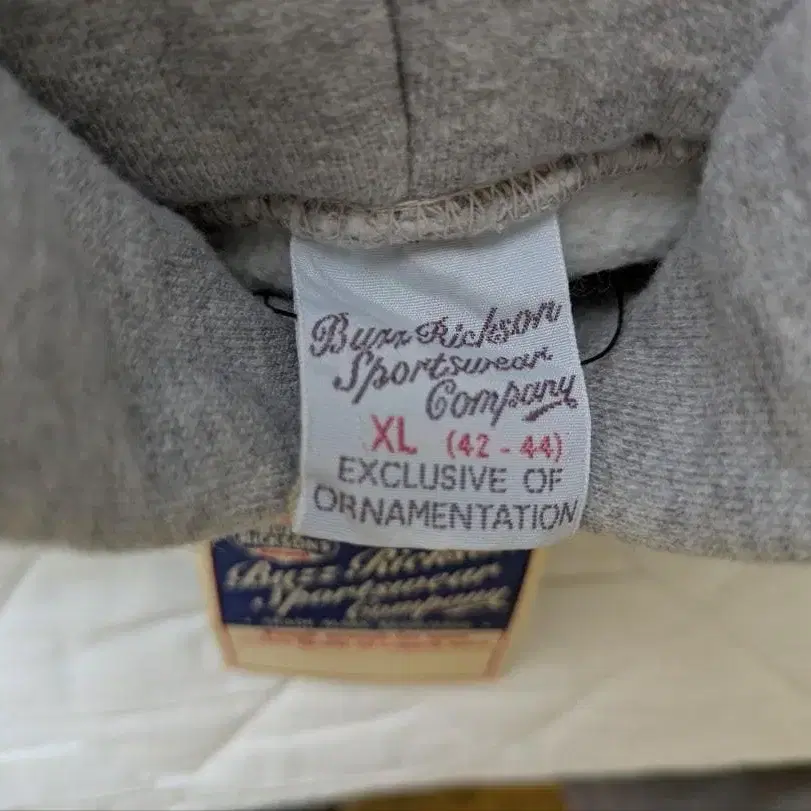 Buzz Rickson
Sportswear
Company
XL (42 - 44)
EXCLUSIVE OF
ORNAMENTATION
Buzz Rickson
Sportswear
Company